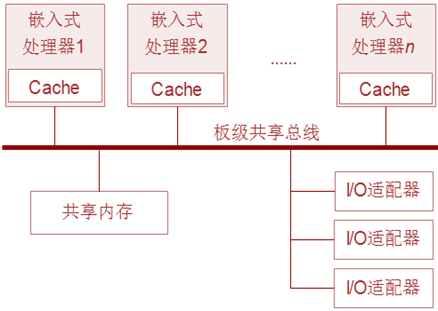 嵌入式
处理器1
Cache
嵌入式
处理器2
Cache
......
嵌入式
处理器n
Cache
板级共享总线
共享内存
I/O适配器
I/O适配器
I/O适配器